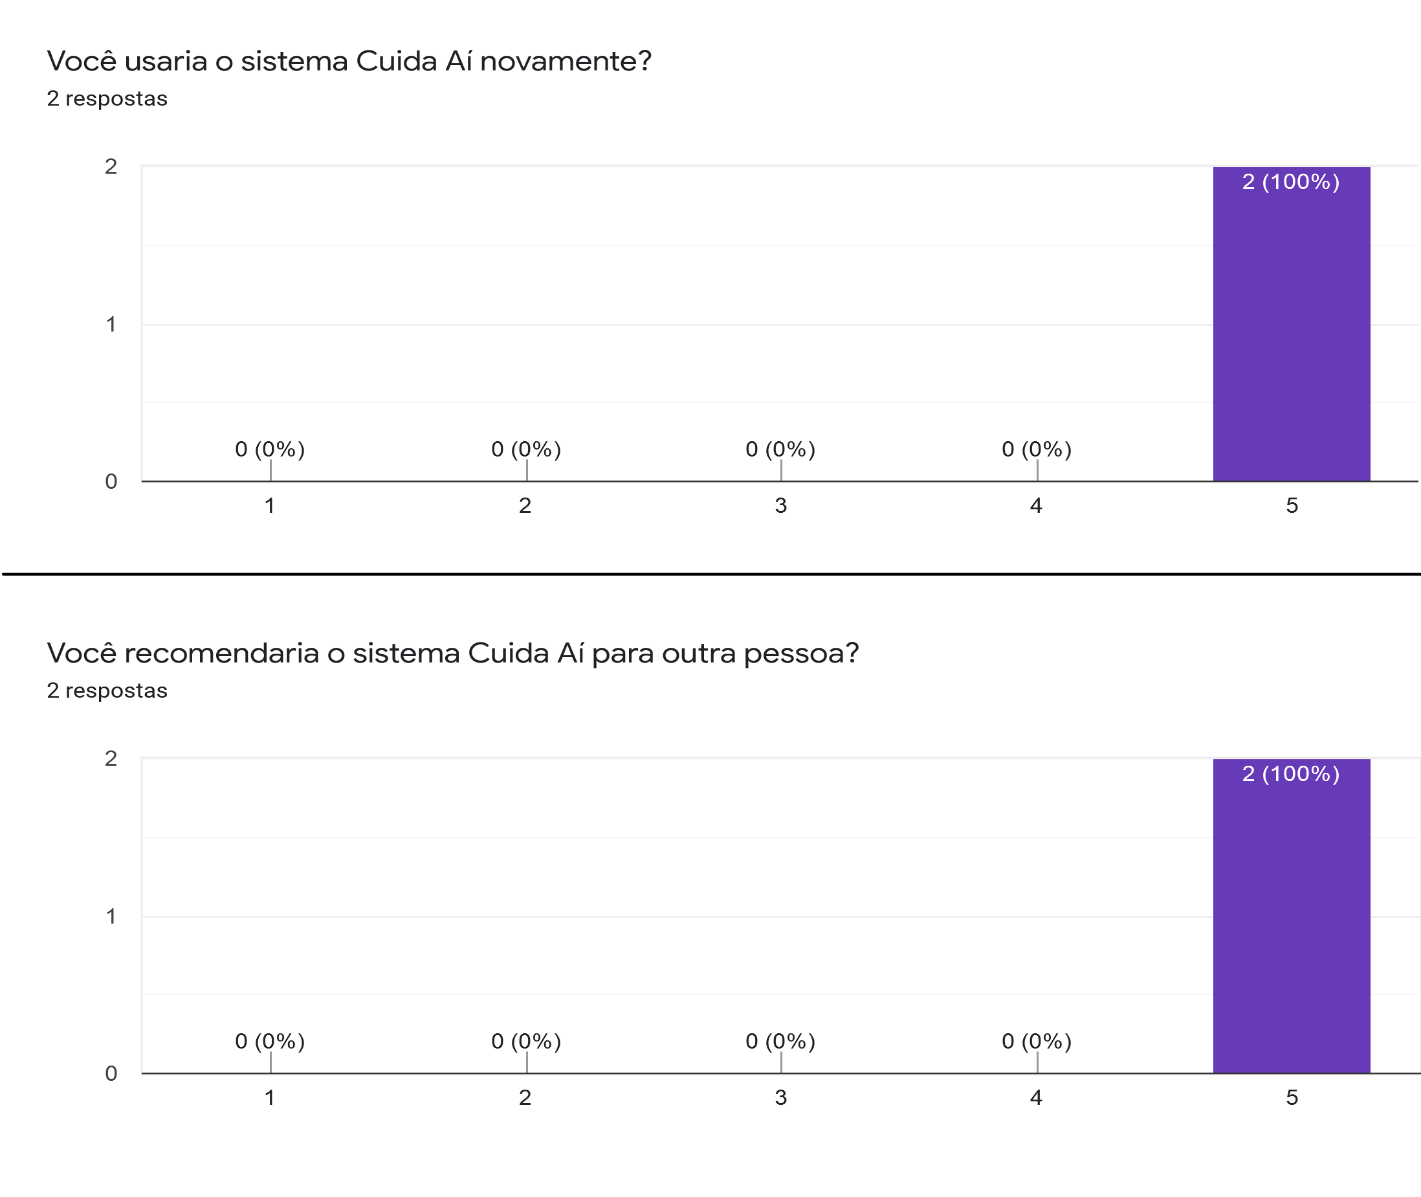 Você usaria o sistema Cuida Aí novamente?
2 respostas
2
2 (100%)
1
0 (0%) 0 (0%) 0 (0%) 0 (0%)
0
1 2 3 4 5
Você recomendaria o sistema Cuida Aí para outra pessoa?
2 respostas
2
2 (100%)
1
0 (0%) 0 (0%) 0 (0%) 0 (0%)
0
1 2 3 4 5